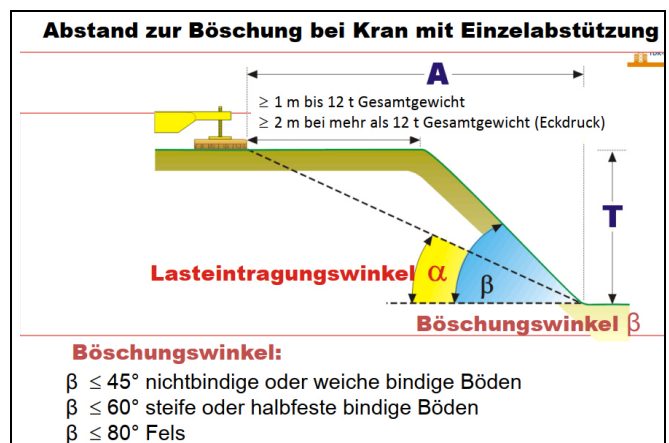 Abstand zur Böschung bei Kran mit Einzelabstützung
A
≥ 1 m bis 12 t Gesamtgewicht
≥ 2 m bei mehr als 12 t Gesamtgewicht (Eckdruck)
T
Lasteintragungswinkel α
β
Böschungswinkel β
Böschungswinkel:
β ≤ 45° nichtbindige oder weiche bindige Böden
β ≤ 60° steife oder halbfeste bindige Böden
β ≤ 80° Fels